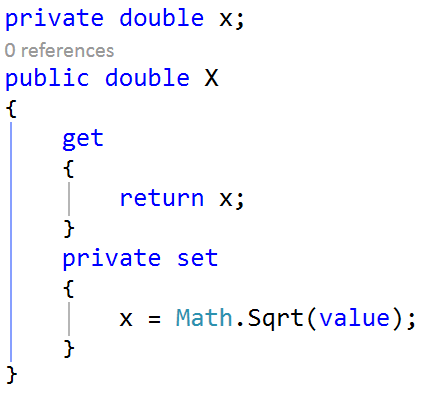 private double x;
0 references
public double X
{
    get
    {
        return x;
    }
    private set
    {
        x = Math.Sqrt(value);
    }
}